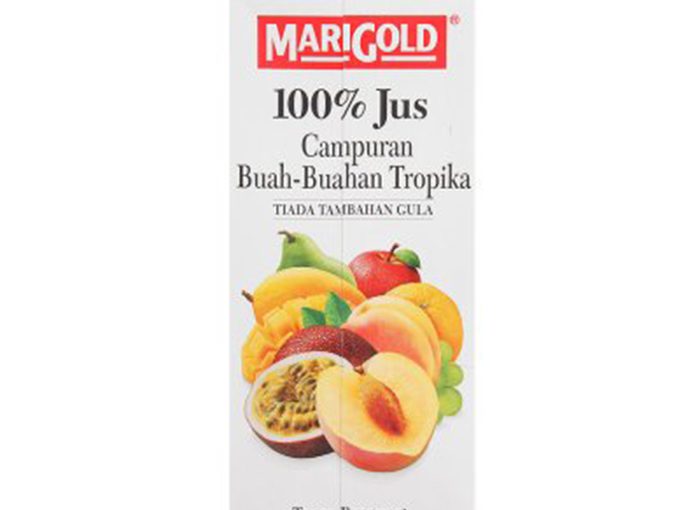 MARIGOLD®
100% Jus
Campuran
Buah-Buahan Tropika
TIADA TAMBAHAN GULA